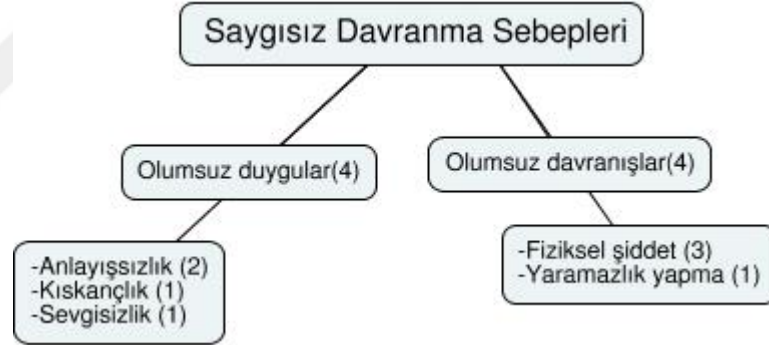 Saygısız Davranma Sebepleri
Olumsuz duygular(4)
Olumsuz davranışlar(4)
-Anlayışsızlık (2)
-Kıskançlık (1)
-Sevgisizlik (1)
-Fiziksel şiddet (3)
-Yaramazlık yapma (1)